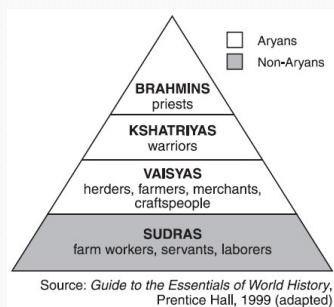 Aryans
Non-Aryans
BRAHMINS
priests
KSHATRIYAS
warriors
VAISYAS
herders, farmers, merchants,
craftspeople
SUDRAS
farm workers, servants, laborers
Source: Guide to the Essentials of World History,
Prentice Hall, 1999 (adapted)